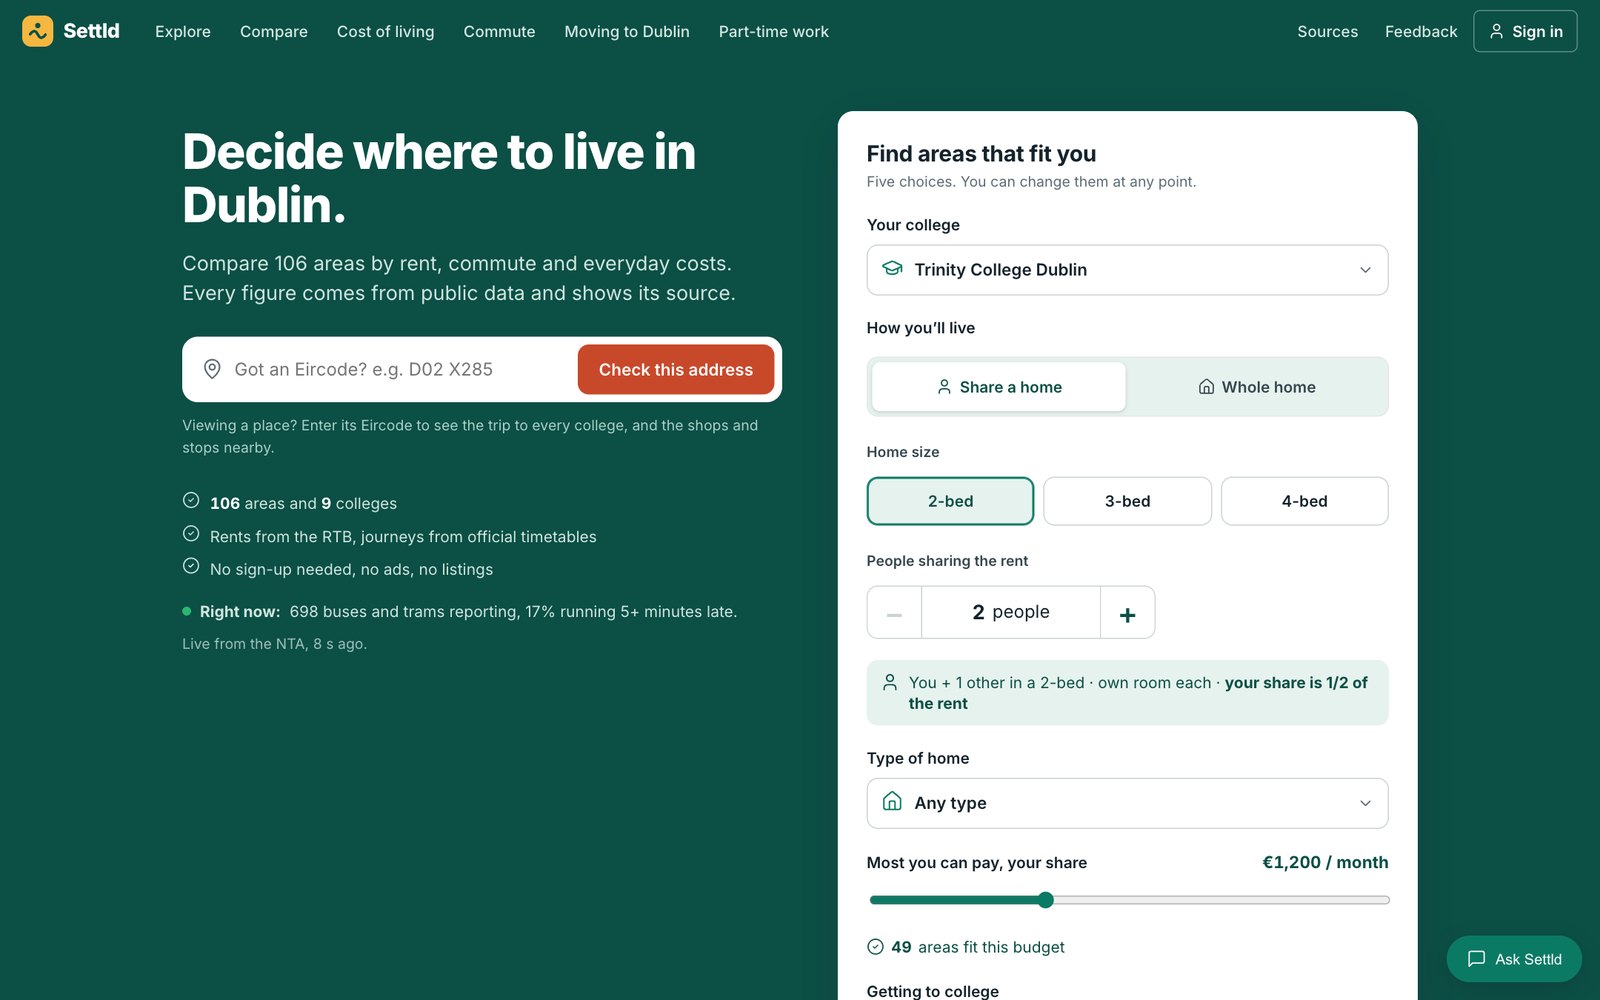 Settld
Explore
Compare
Cost of living
Commute
Moving to Dublin
Part-time work
Sources
Feedback
Sign in
Decide where to live in
Dublin.
Compare 106 areas by rent, commute and everyday costs.
Every figure comes from public data and shows its source.
Got an Eircode? e.g. D02 X285
Check this address
Viewing a place? Enter its Eircode to see the trip to every college, and the shops and
stops nearby.
106 areas and 9 colleges
Rents from the RTB, journeys from official timetables
No sign-up needed, no ads, no listings
Right now: 698 buses and trams reporting, 17% running 5+ minutes late.
Live from the NTA, 8 s ago.
Find areas that fit you
Five choices. You can change them at any point.
Your college
Trinity College Dublin
How you’ll live
Share a home
Whole home
Home size
2-bed
3-bed
4-bed
People sharing the rent
− 2 people +
You + 1 other in a 2-bed · own room each · your share is 1/2 of
the rent
Type of home
Any type
Most you can pay, your share
€1,200 / month
49 areas fit this budget
Getting to college
Ask Settld